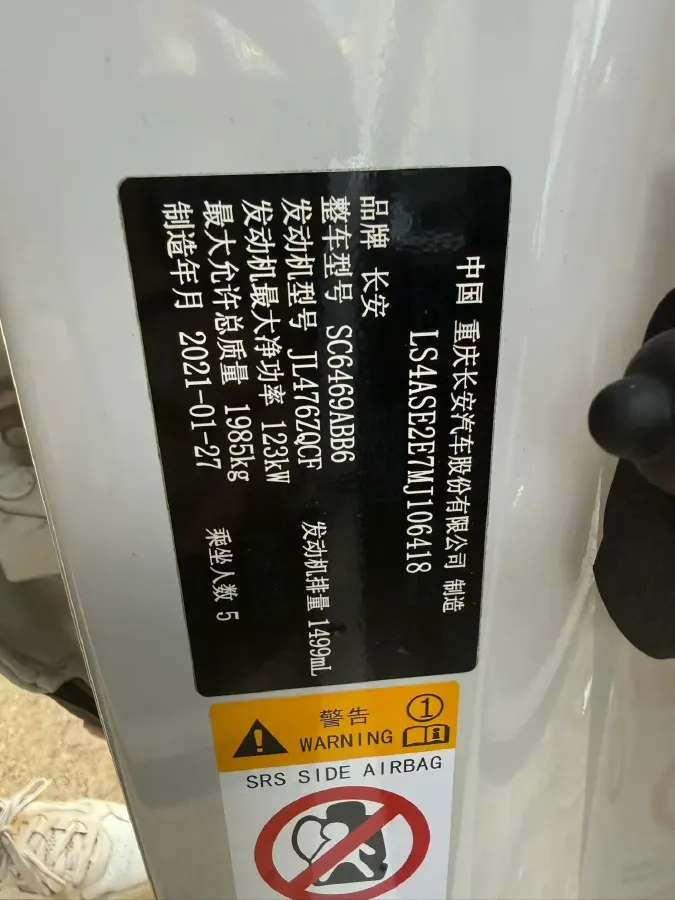 中国 重庆长安汽车股份有限公司 制造
LS4ASE2E7MJ106418
品牌 长安
整车型号 SC6469ABB6
发动机型号 JL476ZQCF 发动机排量 1499mL
发动机最大净功率 123kW
最大允许总质量 1985kg 乘坐人数 5
制造年月 2021-01-27
警告 1
WARNING
SRS SIDE AIRBAG